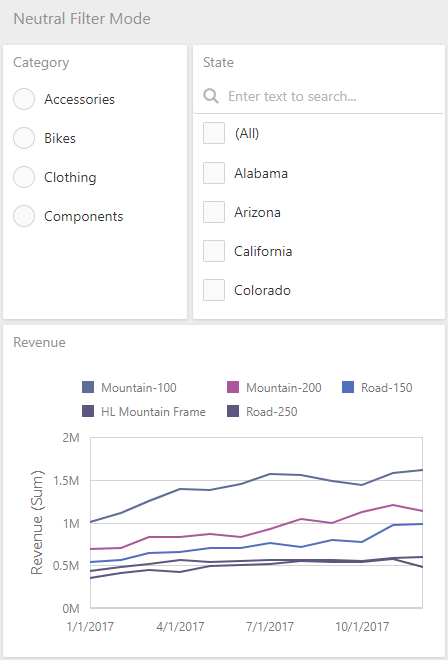 Neutral Filter Mode
Category
Accessories
Bikes
Clothing
Components
State
Enter text to search...
(All)
Alabama
Arizona
California
Colorado
Revenue
Mountain-100 Mountain-200 Road-150
HL Mountain Frame Road-250
2M
1.5M
1M
0.5M
0M
Revenue (Sum)
1/1/2017 4/1/2017 7/1/2017 10/1/2017